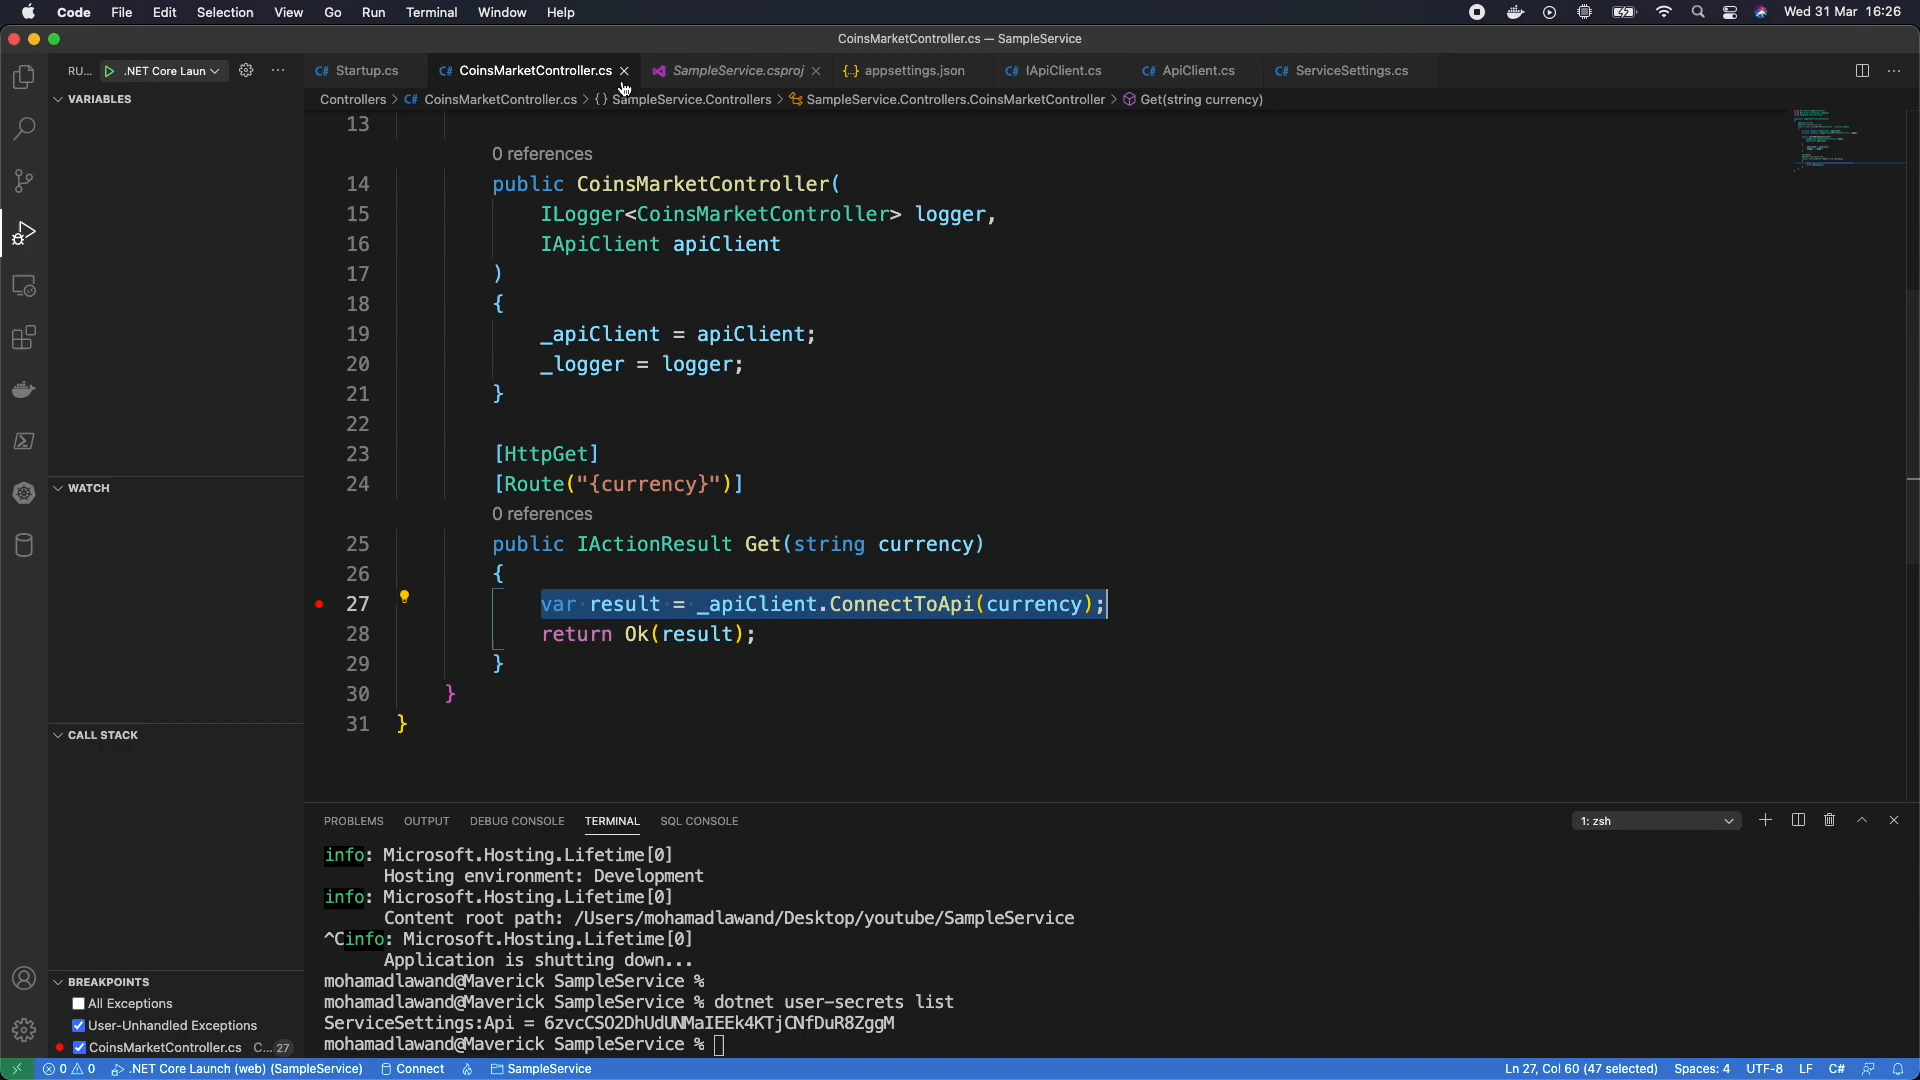 Code File Edit Selection View Go Run Terminal Window Help Wed 31 Mar 16:26
CoinsMarketController.cs — SampleService
RU... .NET Core Laun
C# Startup.cs C# CoinsMarketController.cs SampleService.csproj {..} appsettings.json C# IApiClient.cs C# ApiClient.cs C# ServiceSettings.cs
VARIABLES
Controllers > C# CoinsMarketController.cs > {} SampleService.Controllers > SampleService.Controllers.CoinsMarketController > Get(string currency)
13
0 references
14 public CoinsMarketController(
15 ILogger<CoinsMarketController> logger,
16 IApiClient apiClient
17 )
18 {
19 _apiClient = apiClient;
20 _logger = logger;
21 }
22
23 [HttpGet]
24 [Route("{currency}")]
0 references
25 public IActionResult Get(string currency)
26 {
27 var result = _apiClient.ConnectToApi(currency);
28 return Ok(result);
29 }
30 }
31 }
WATCH
CALL STACK
BREAKPOINTS
All Exceptions
User-Unhandled Exceptions
CoinsMarketController.cs C... 27
PROBLEMS OUTPUT DEBUG CONSOLE TERMINAL SQL CONSOLE 1: zsh
info: Microsoft.Hosting.Lifetime[0]
Hosting environment: Development
info: Microsoft.Hosting.Lifetime[0]
Content root path: /Users/mohamadlawand/Desktop/youtube/SampleService
^Cinfo: Microsoft.Hosting.Lifetime[0]
Application is shutting down...
mohamadlawand@Maverick SampleService %
mohamadlawand@Maverick SampleService % dotnet user-secrets list
ServiceSettings:Api = 6zvcCSO2DhUdUNMaIEEk4KTjCNfDuR8ZggM
mohamadlawand@Maverick SampleService %
0 0 .NET Core Launch (web) (SampleService) Connect SampleService Ln 27, Col 60 (47 selected) Spaces: 4 UTF-8 LF C#